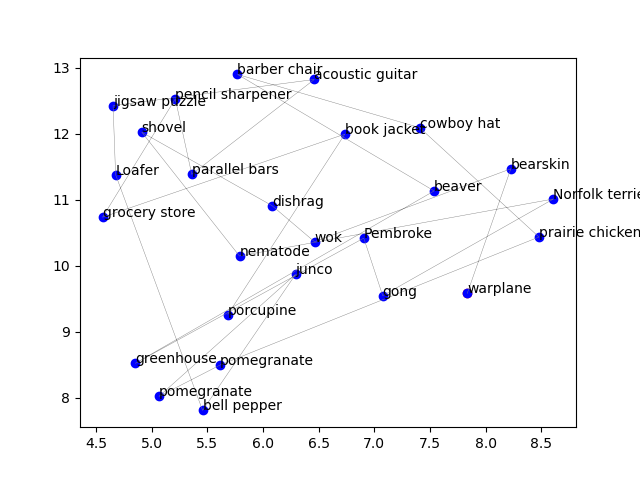 barber chair
acoustic guitar
pencil sharpener
jigsaw puzzle
shovel
book jacket
cowboy hat
Loafer
parallel bars
bearskin
beaver
Norfolk terrie
dishrag
grocery store
wok
Pembroke
prairie chicken
nematode
junco
gong
warplane
porcupine
greenhouse
pomegranate
pomegranate
bell pepper
13
12
11
10
9
8
4.5 5.0 5.5 6.0 6.5 7.0 7.5 8.0 8.5